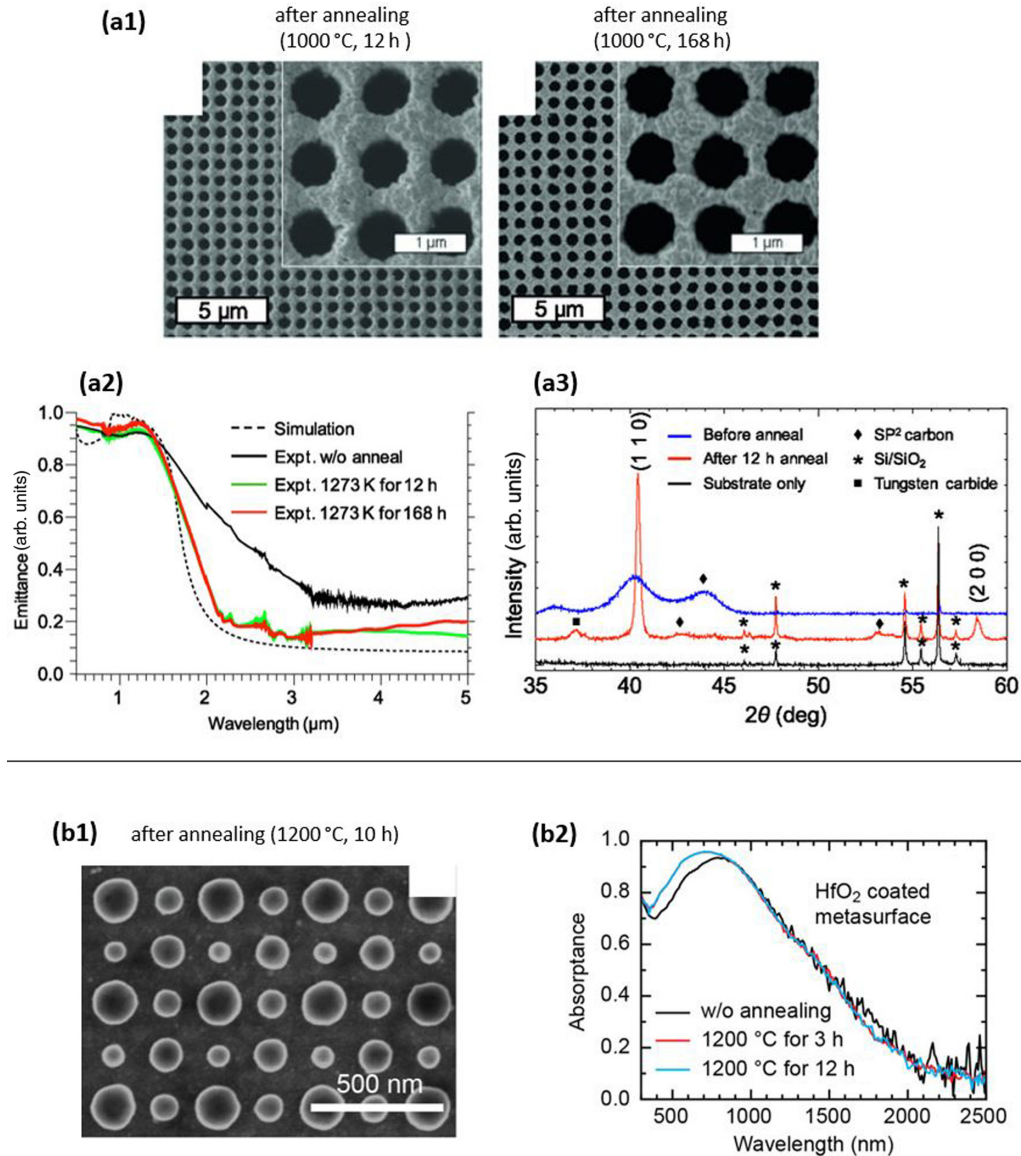 (a1)
after annealing
(1000 °C, 12 h )
after annealing
(1000 °C, 168 h)
1 µm
5 µm
1 µm
5 µm
(a2)
1.0
0.8
0.6
0.4
0.2
0.0
Emittance (arb. units)
Simulation
Expt. w/o anneal
Expt. 1273 K for 12 h
Expt. 1273 K for 168 h
1
2
3
4
5
Wavelength (µm)
(a3)
Intensity (arb. units)
Before anneal
After 12 h anneal
Substrate only
(1 1 0)
♦ SP² carbon
* Si/SiO₂
■ Tungsten carbide
(2 0 0)
35
40
45
50
55
60
2θ (deg)
(b1)
after annealing (1200 °C, 10 h)
500 nm
(b2)
1.0
0.8
0.6
0.4
0.2
0.0
Absorptance
HfO₂ coated
metasurface
w/o annealing
1200 °C for 3 h
1200 °C for 12 h
500
1000
1500
2000
2500
Wavelength (nm)